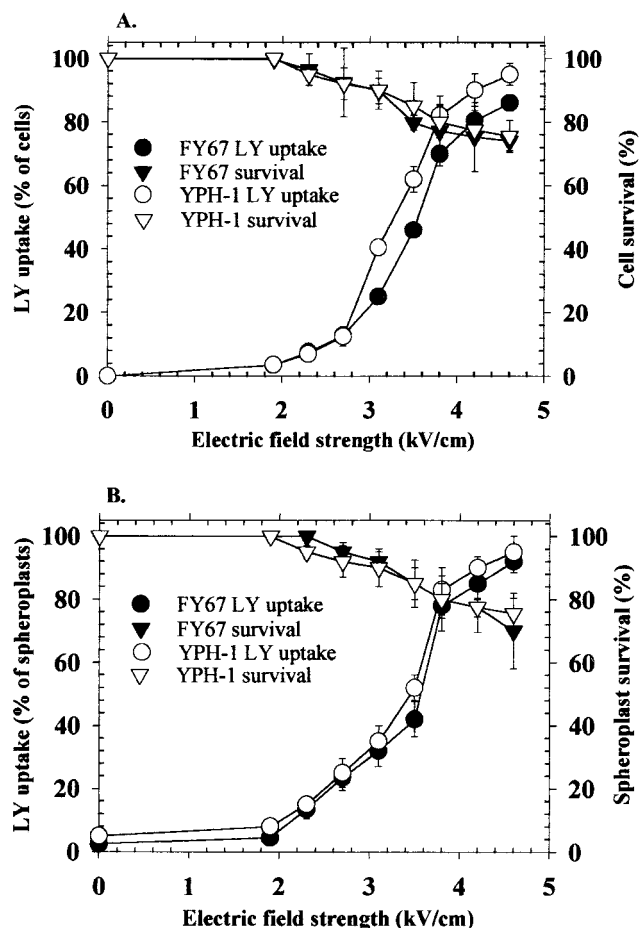 A.
100
80
60
40
20
0
LY uptake (% of cells)
FY67 LY uptake
FY67 survival
YPH-1 LY uptake
YPH-1 survival
100
80
60
40
20
0
Cell survival (%)
0 1 2 3 4 5
Electric field strength (kV/cm)
B.
100
80
60
40
20
0
LY uptake (% of spheroplasts)
FY67 LY uptake
FY67 survival
YPH-1 LY uptake
YPH-1 survival
100
80
60
40
20
0
Spheroplast survival (%)
0 1 2 3 4 5
Electric field strength (kV/cm)